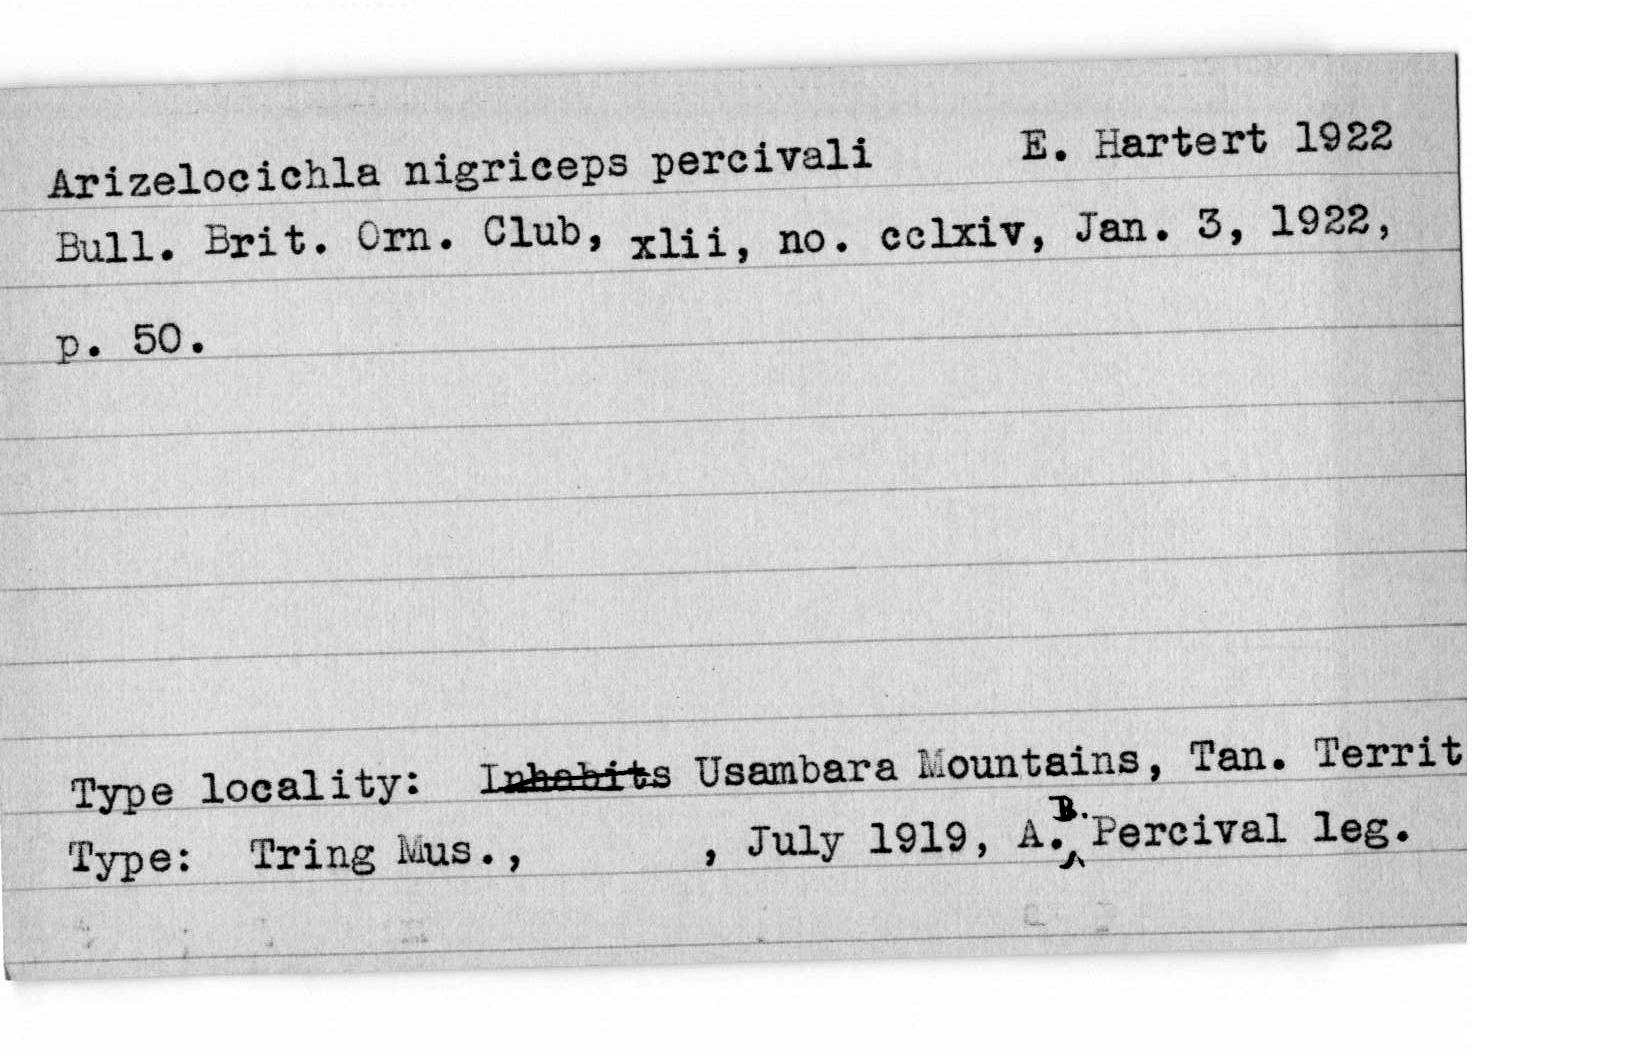 Arizelocichla nigriceps percivali E. Hartert 1922
Bull. Brit. Orn. Club, xlii, no. cclxiv, Jan. 3, 1922,
p. 50.
Type locality: Inhabits Usambara Mountains, Tan. Territ
Type: Tring Mus., , July 1919, A. B. Percival leg.